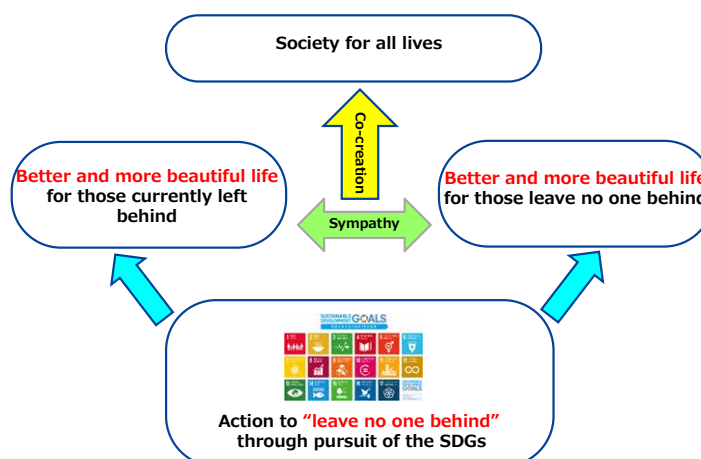 Society for all lives
Co-creation
Better and more beautiful life
for those currently left
behind
Better and more beautiful life
for those leave no one behind
Sympathy
SUSTAINABLE
DEVELOPMENT
GOALS
Action to “leave no one behind”
through pursuit of the SDGs